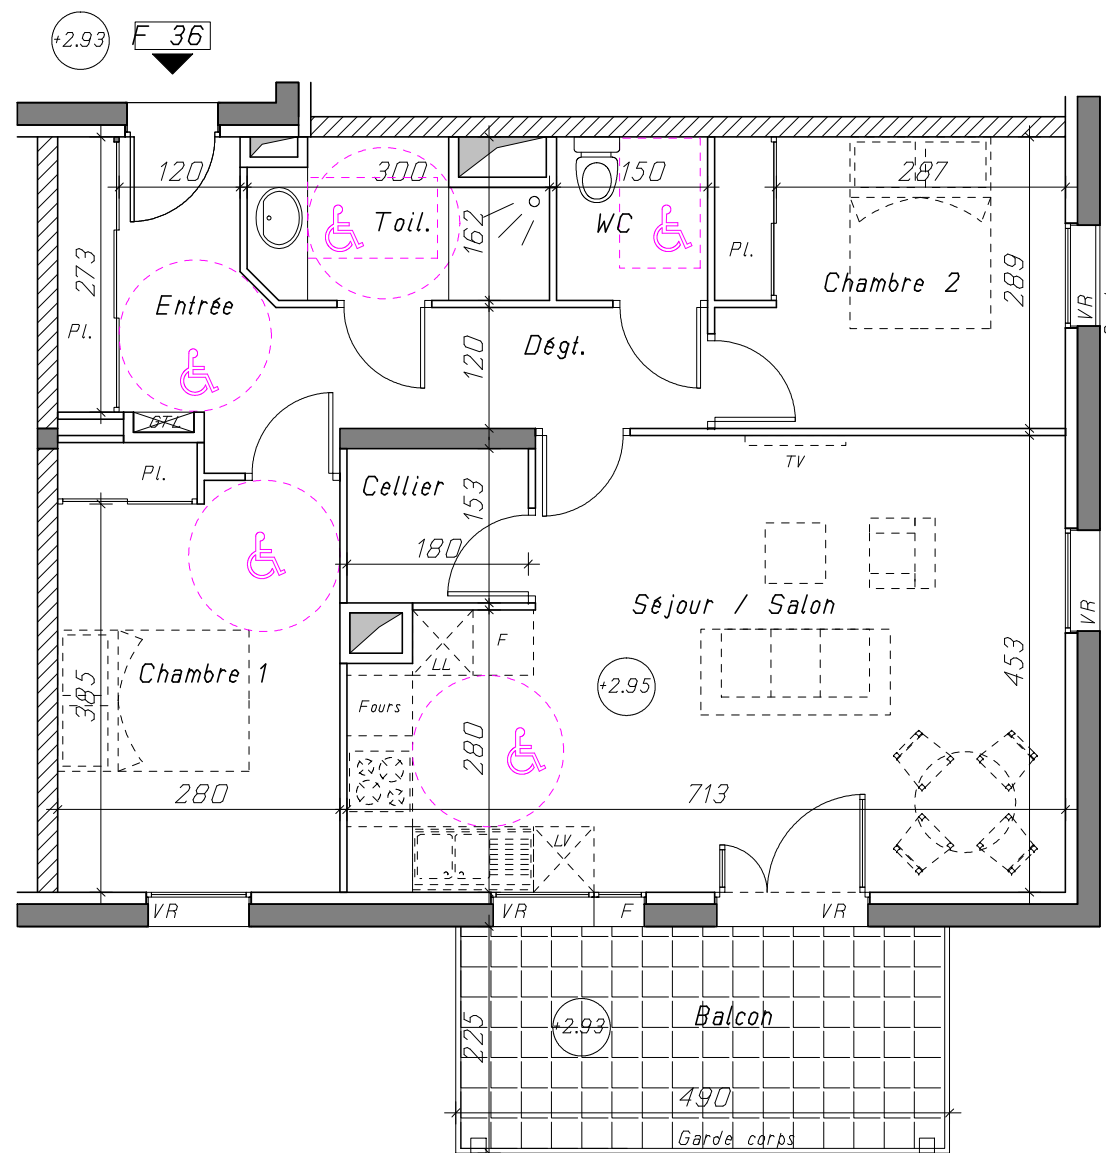 +2.93
F 36
120
300
150
287
Toil.
WC
162
Pl.
Chambre 2
289
VR
273
Entrée
Pl.
120
Dégt.
GTL
Pl.
TV
Cellier
153
180
VR
Séjour / Salon
LL
F
Chambre 1
385
Fours
+2.95
453
280
280
713
LV
VR
VR
F
VR
Balcon
+2.93
225
490
Garde corps